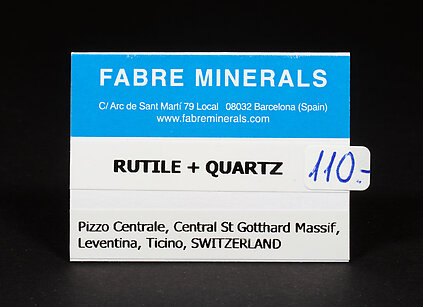 FABRE MINERALS
C/ Arc de Sant Martí 79 Local 08032 Barcelona (Spain)
www.fabreminerals.com
RUTILE + QUARTZ
110.-
Pizzo Centrale, Central St Gotthard Massif,
Leventina, Ticino, SWITZERLAND